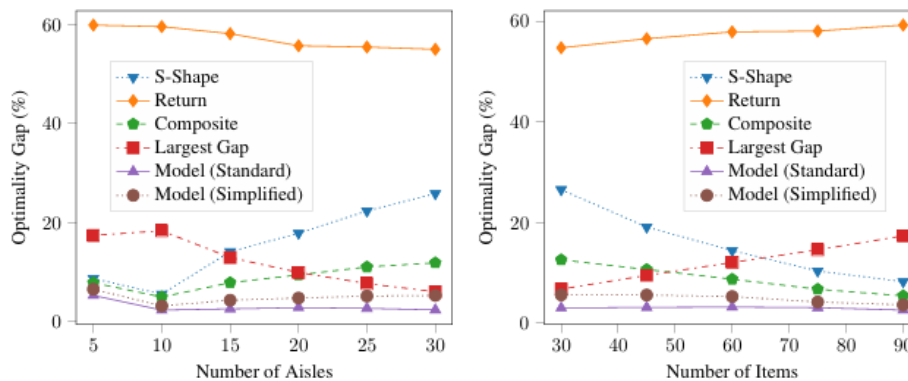 60
40
20
0
5
10
15
20
25
30
Optimality Gap (%)
Number of Aisles
S-Shape
Return
Composite
Largest Gap
Model (Standard)
Model (Simplified)
60
40
20
0
30
40
50
60
70
80
90
Optimality Gap (%)
Number of Items
S-Shape
Return
Composite
Largest Gap
Model (Standard)
Model (Simplified)